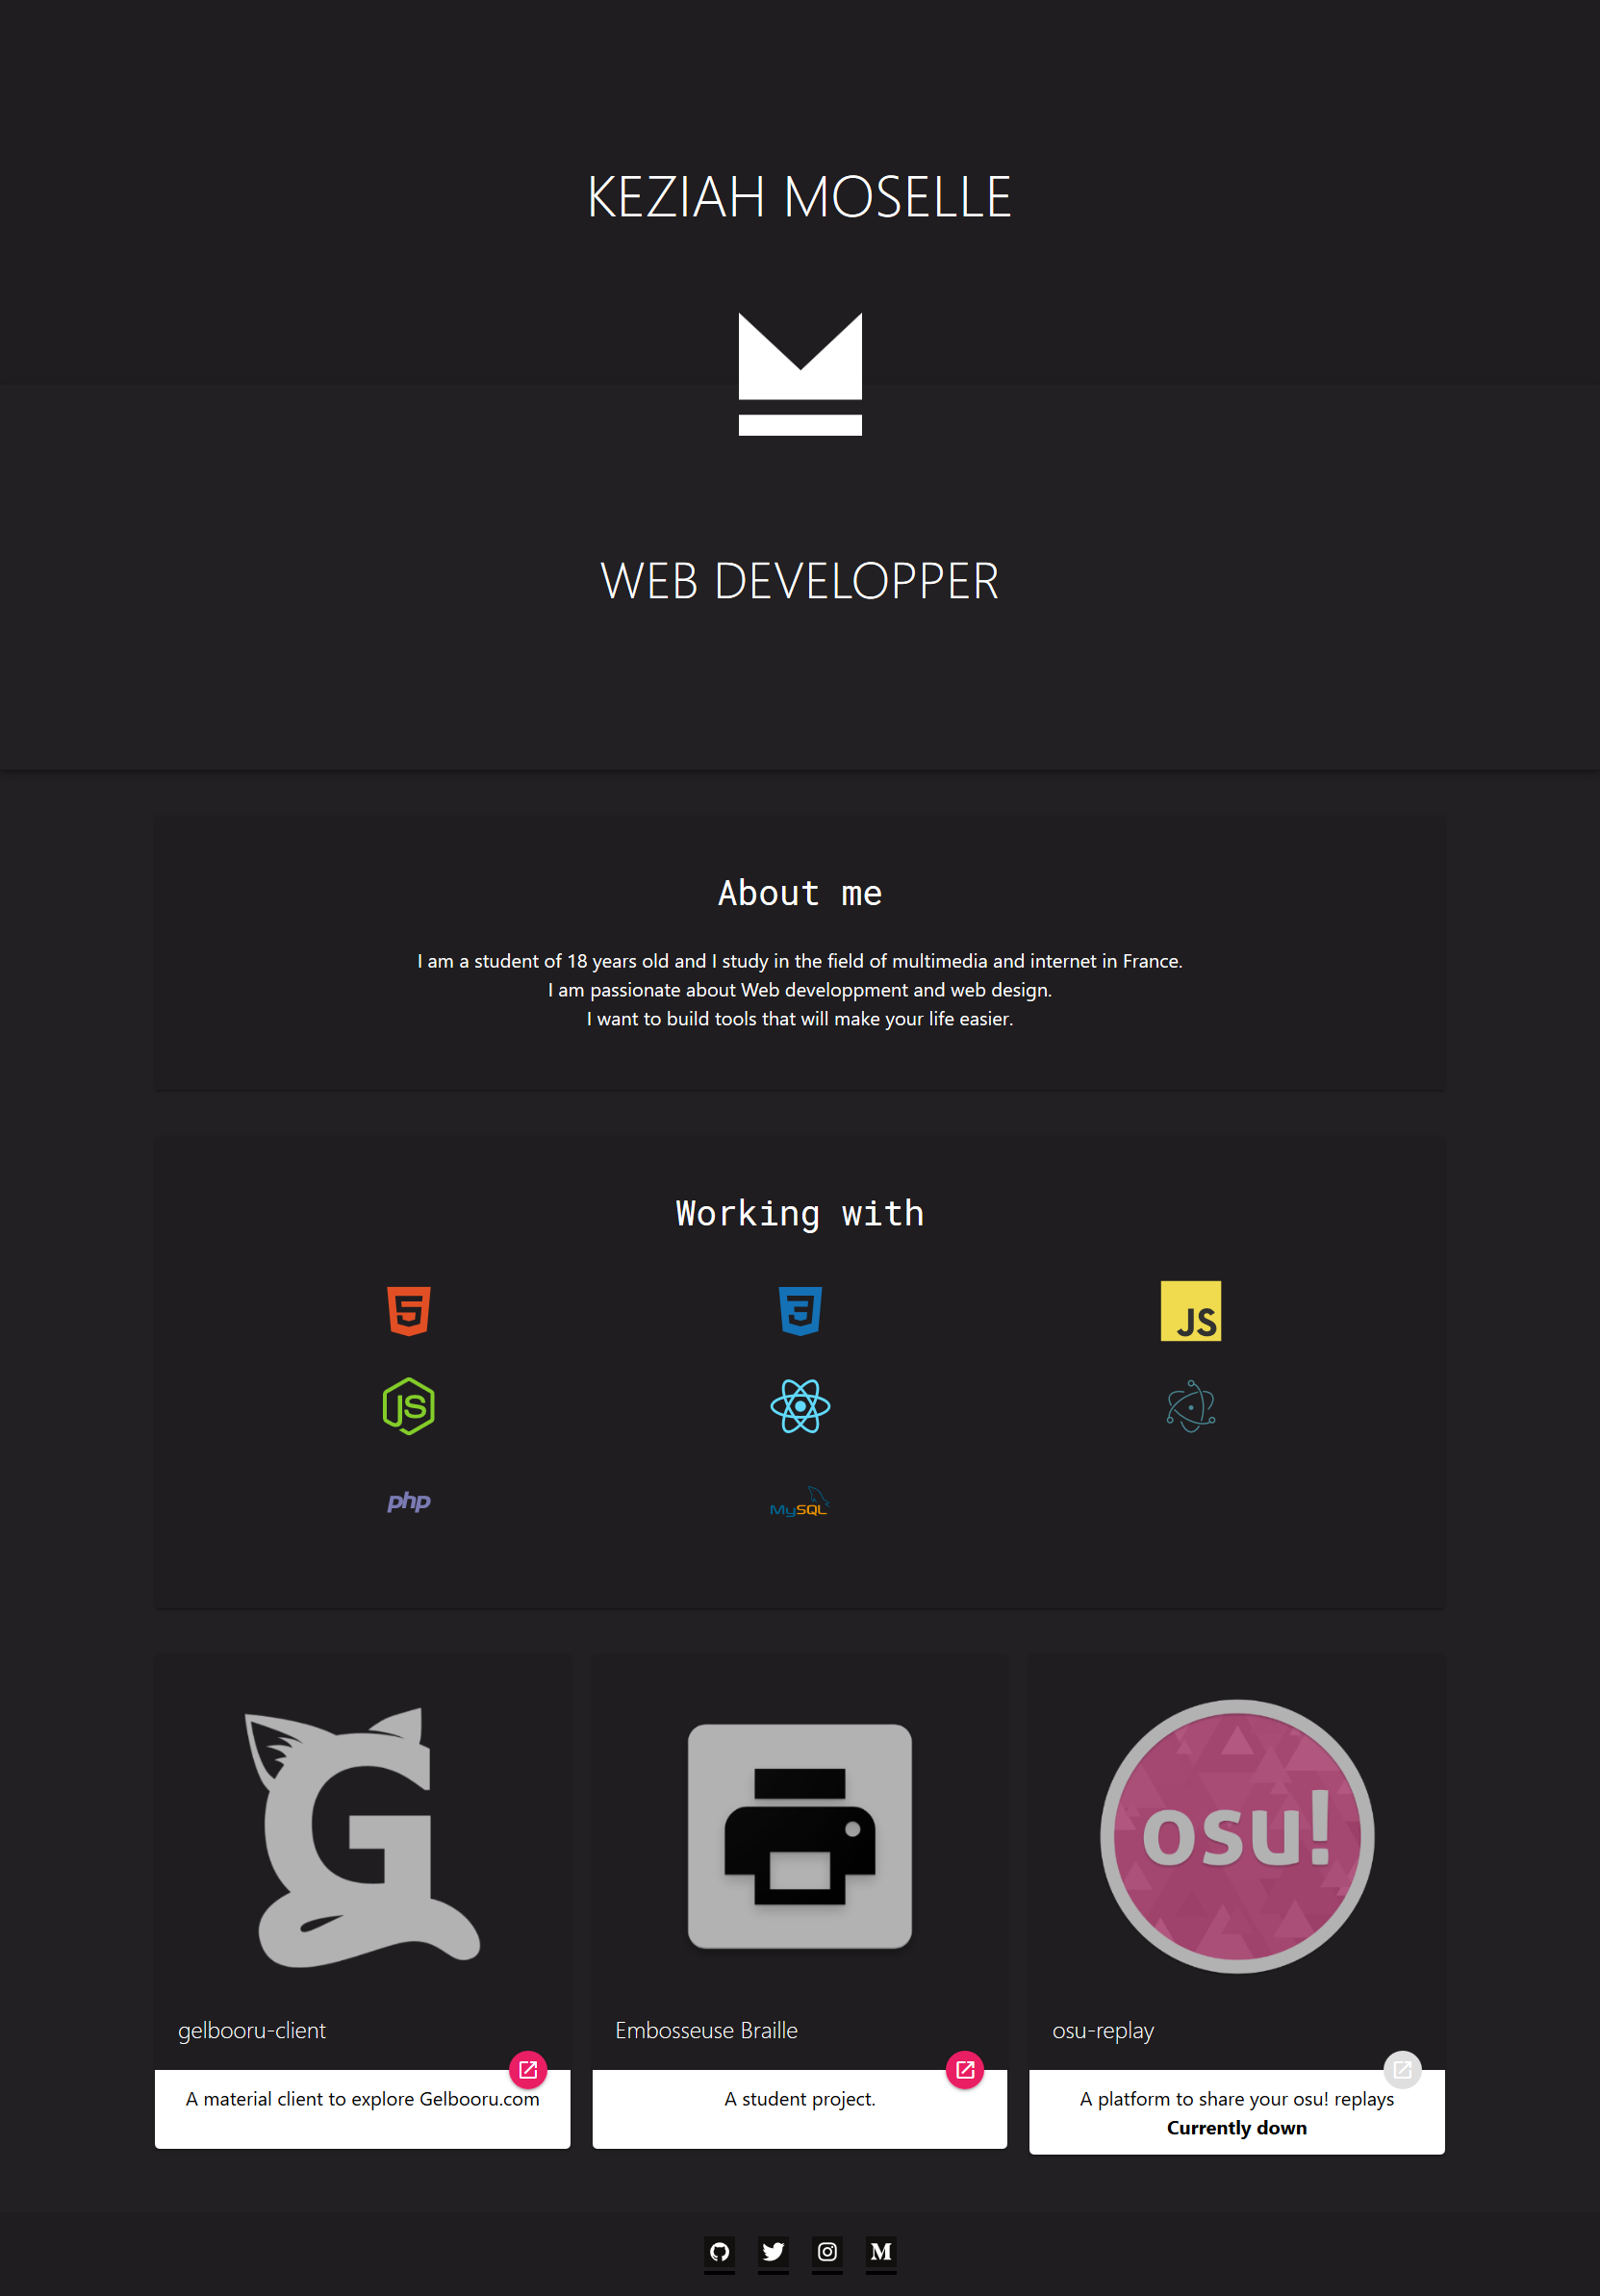 KEZIAH MOSELLE
WEB DEVELOPPER
About me
I am a student of 18 years old and I study in the field of multimedia and internet in France.
I am passionate about Web developpment and web design.
I want to build tools that will make your life easier.
Working with
5 3 JS
JS
php MySQL
G osu!
gelbooru-client Embosseuse Braille osu-replay
A material client to explore Gelbooru.com A student project. A platform to share your osu! replays
Currently down
M